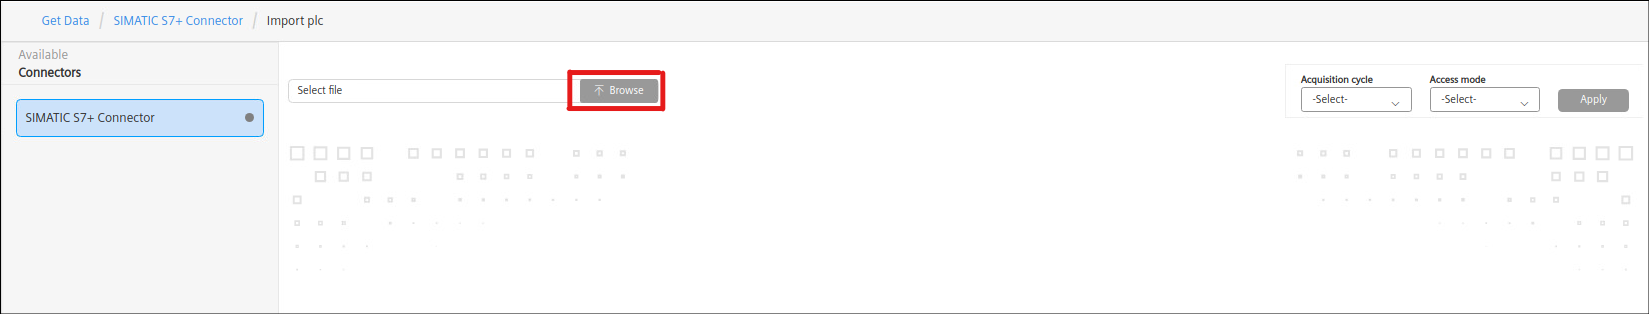 Get Data / SIMATIC S7+ Connector / Import plc
Available
Connectors
SIMATIC S7+ Connector
Select file
Browse
Acquisition cycle
-Select-
Access mode
-Select-
Apply